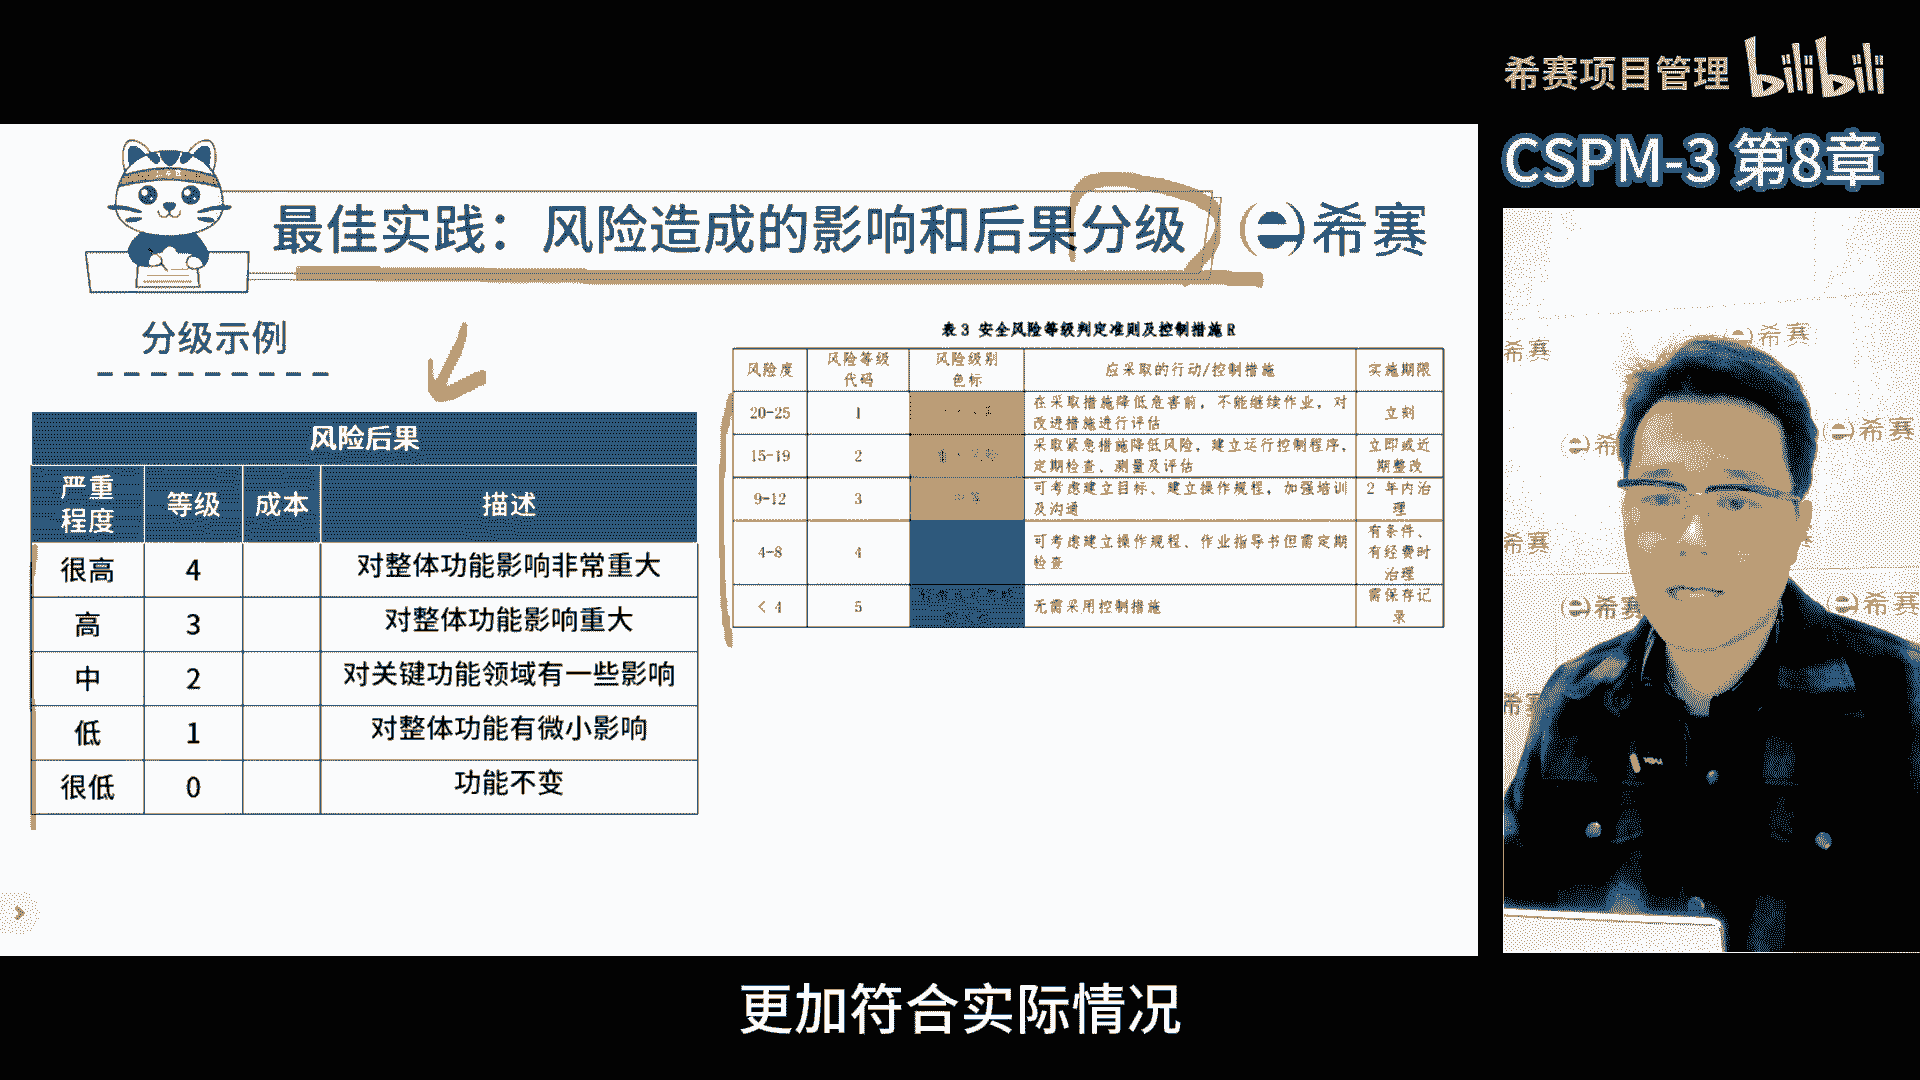 希赛项目管理 bilibili
CSPM-3 第8章
最佳实践：风险造成的影响和后果分级
希赛
分级示例
风险后果
严重程度 等级 成本 描述
很高 4 对整体功能影响非常重大
高 3 对整体功能影响重大
中 2 对关键功能领域有一些影响
低 1 对整体功能有微小影响
很低 0 功能不变
表 3 安全风险等级判定准则及控制措施 R
风险度 风险等级代码 风险级别色标 应采取的行动/控制措施 实施期限
20-25 1 在采取措施降低危害前，不能继续作业，对改进措施进行评估 立刻
15-19 2 采取紧急措施降低风险，建立运行控制程序，定期检查、测量及评估 立即或近期整改
9-12 3 可考虑建立目标、建立操作规程，加强培训及沟通 2 年内治理
4-8 4 可考虑建立操作规程、作业指导书但需定期检查 有条件、有经费时治理
< 4 5 无需采用控制措施 需保存记录
希赛
希赛
希赛
希赛
希赛
希赛
希赛
更加符合实际情况